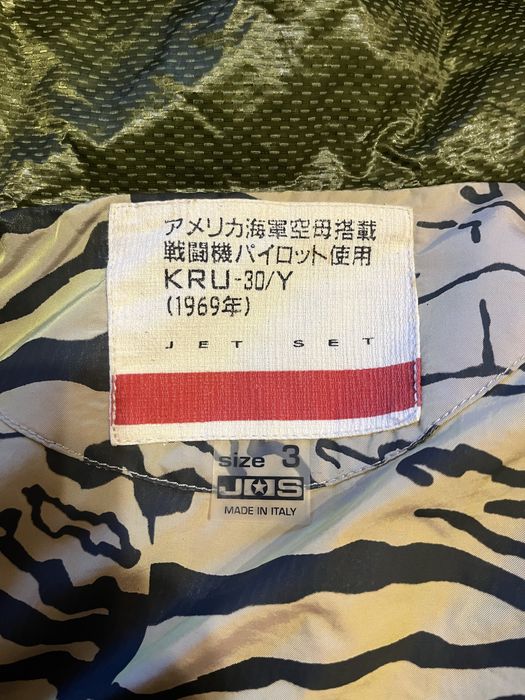 アメリカ海軍空母搭載
戦闘機パイロット使用
KRU-30/Y
(1969年)
JET SET
size 3
J★S
MADE IN ITALY